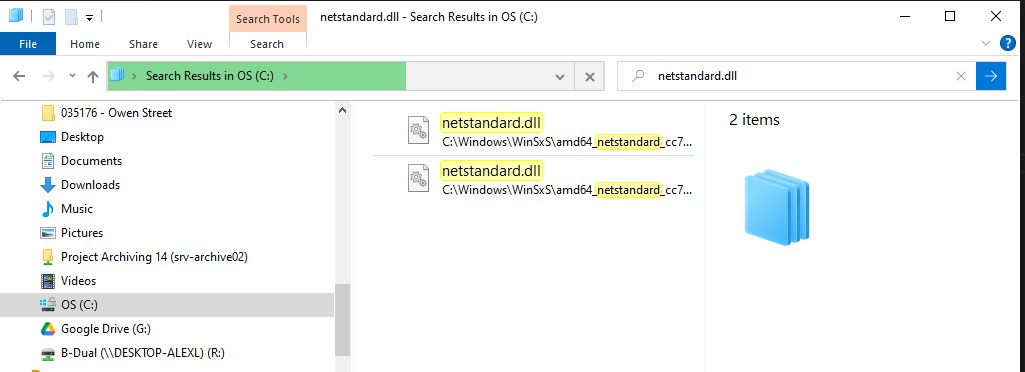 netstandard.dll - Search Results in OS (C:)
Search Tools
File
Home
Share
View
Search
Search Results in OS (C:)
netstandard.dll
035176 - Owen Street
Desktop
Documents
Downloads
Music
Pictures
Project Archiving 14 (srv-archive02)
Videos
OS (C:)
Google Drive (G:)
B-Dual (\\DESKTOP-ALEXL) (R:)
netstandard.dll
C:\Windows\WinSxS\amd64_netstandard_cc7...
netstandard.dll
C:\Windows\WinSxS\amd64_netstandard_cc7...
2 items